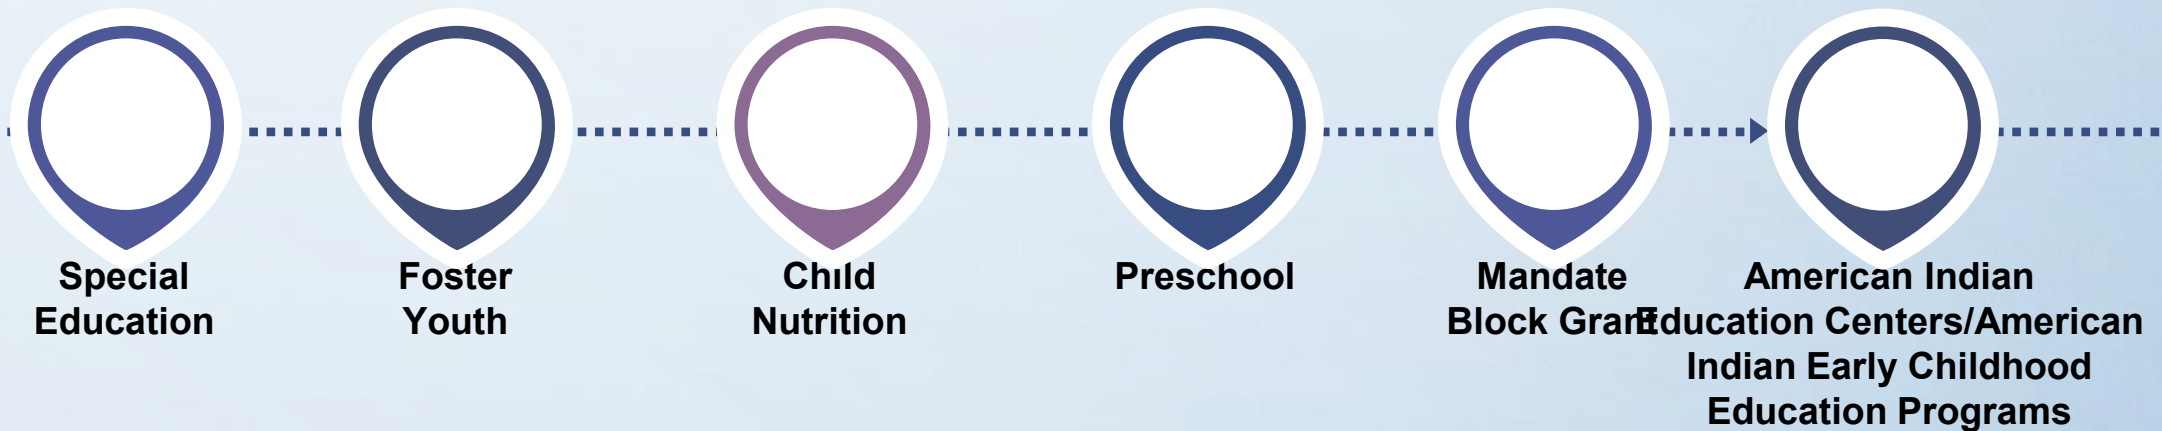 Special
Education
Foster
Youth
Child
Nutrition
Preschool
Mandate
Block Grant
American Indian
Education Centers/American
Indian Early Childhood
Education Programs